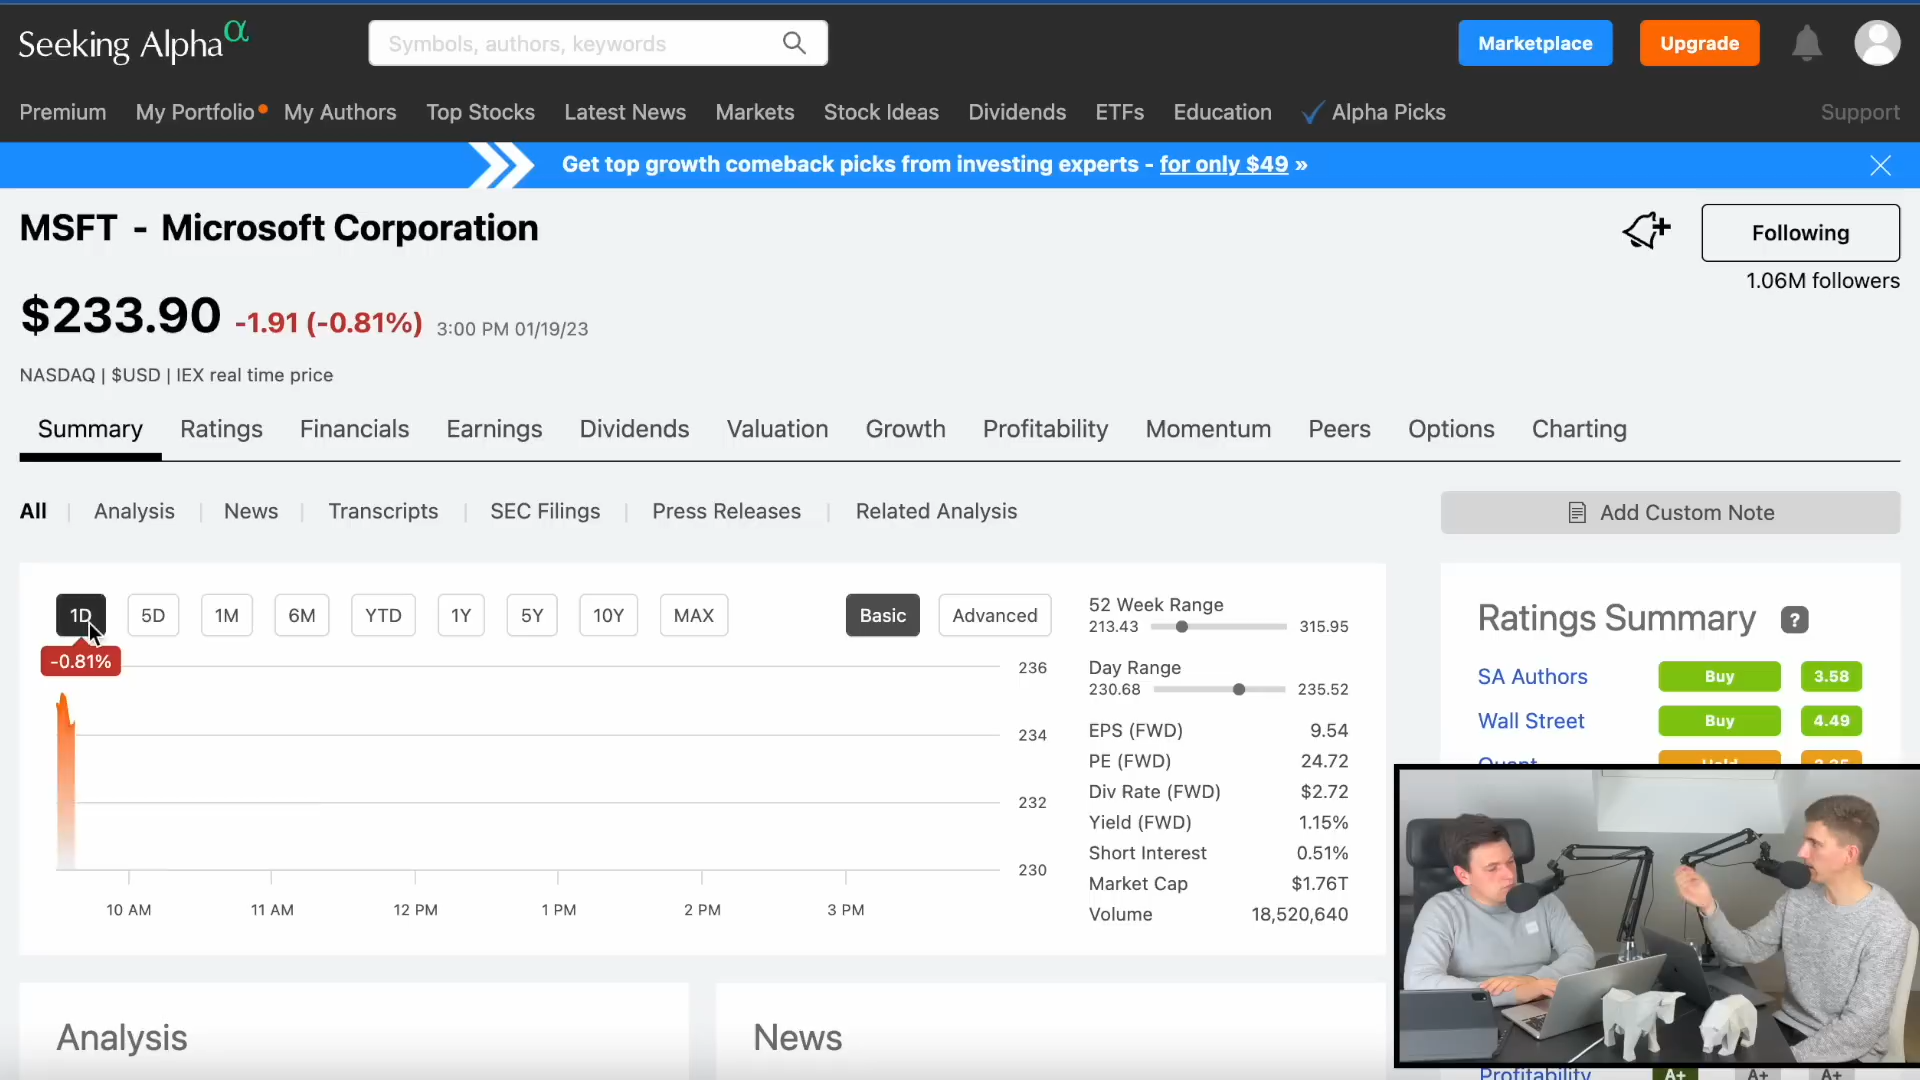 Seeking Alpha α
Symbols, authors, keywords
Marketplace
Upgrade
Premium My Portfolio My Authors Top Stocks Latest News Markets Stock Ideas Dividends ETFs Education Alpha Picks Support
Get top growth comeback picks from investing experts - for only $49 »
MSFT - Microsoft Corporation
Following
1.06M followers
$233.90 -1.91 (-0.81%) 3:00 PM 01/19/23
NASDAQ | $USD | IEX real time price
Summary Ratings Financials Earnings Dividends Valuation Growth Profitability Momentum Peers Options Charting
All | Analysis | News | Transcripts | SEC Filings | Press Releases | Related Analysis
Add Custom Note
1D 5D 1M 6M YTD 1Y 5Y 10Y MAX
Basic Advanced
-0.81%
236
234
232
230
10 AM 11 AM 12 PM 1 PM 2 PM 3 PM
52 Week Range
213.43 315.95
Day Range
230.68 235.52
EPS (FWD) 9.54
PE (FWD) 24.72
Div Rate (FWD) $2.72
Yield (FWD) 1.15%
Short Interest 0.51%
Market Cap $1.76T
Volume 18,520,640
Ratings Summary ?
SA Authors Buy 3.58
Wall Street Buy 4.49
Quant Hold
Analysis
News
Profitability A+ A+ A+